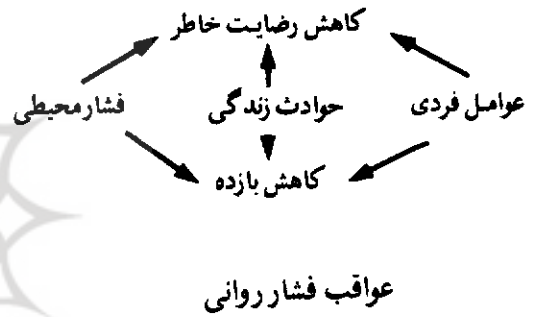 کاهش رضایت خاطر
عوامل فردی حوادث زندگی فشار محیطی
کاهش بازده
عواقب فشار روانی